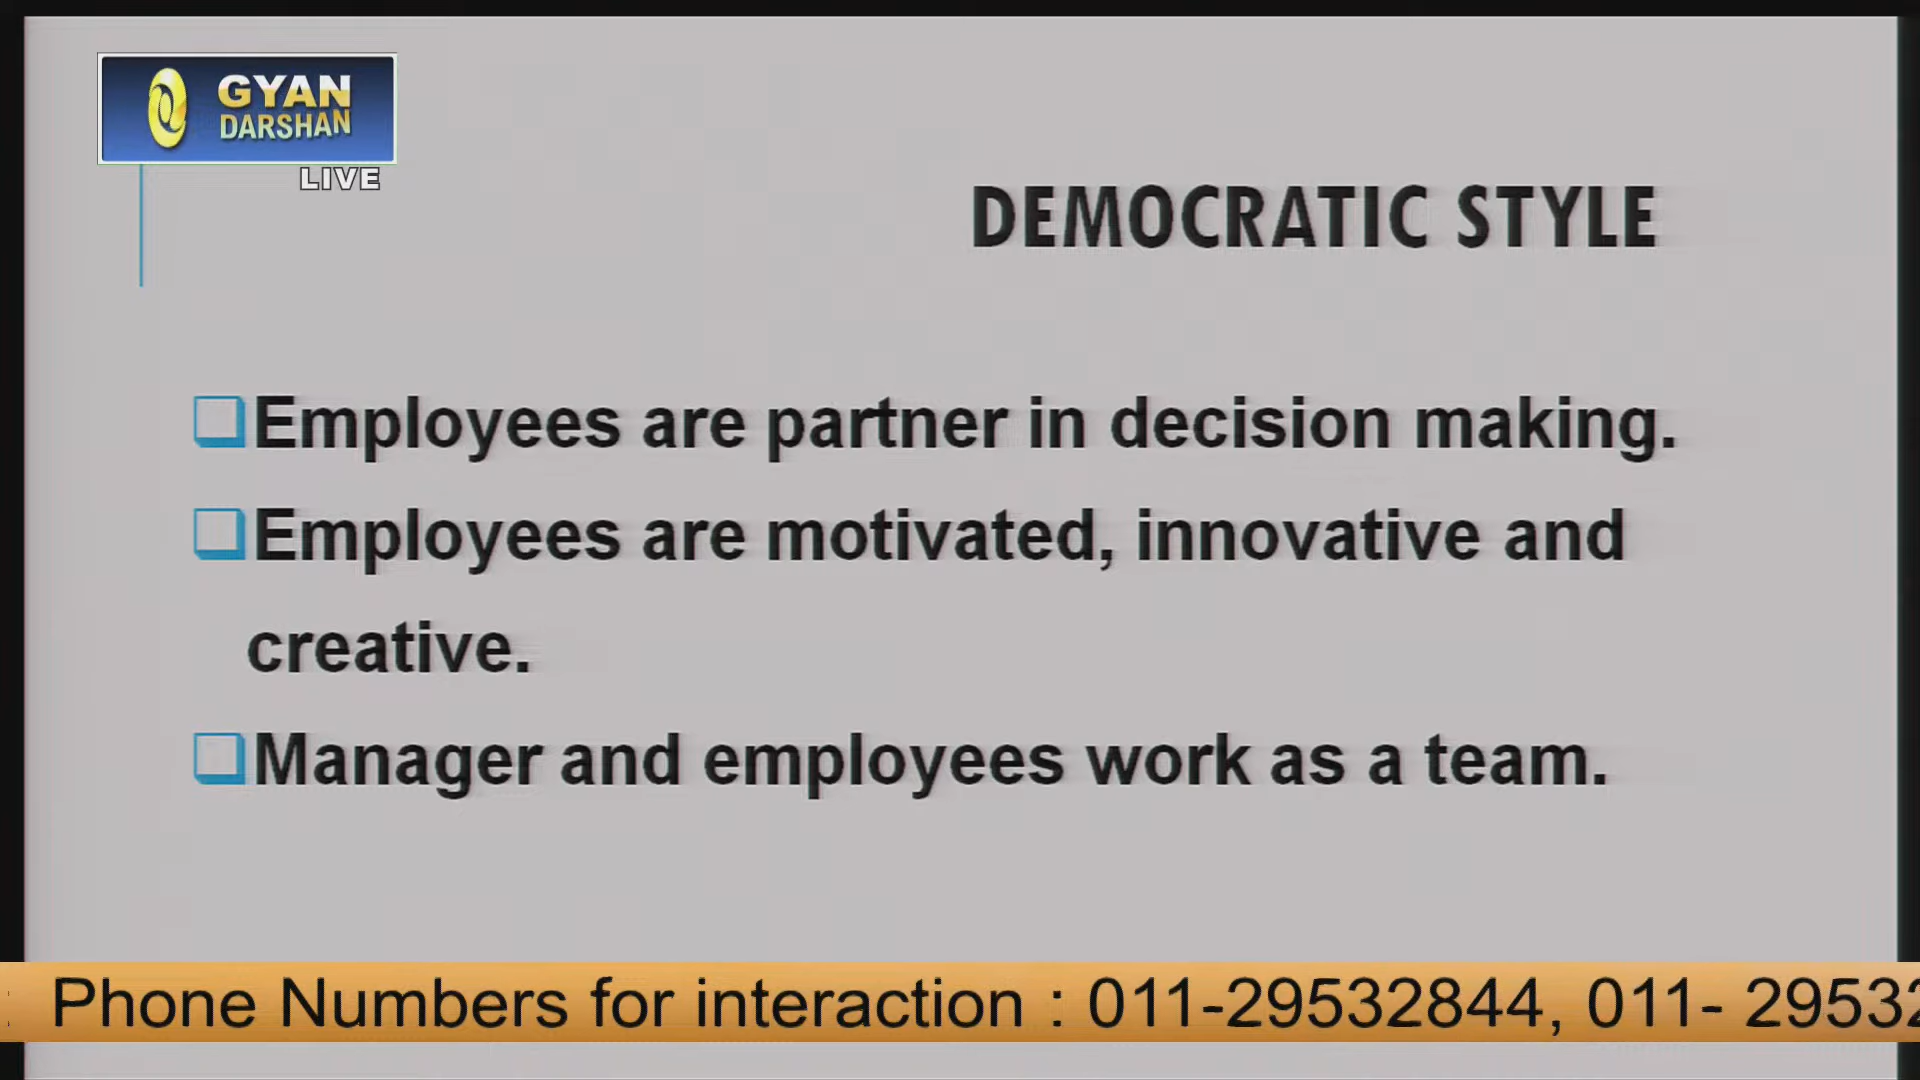 GYAN
DARSHAN
LIVE
DEMOCRATIC STYLE
Employees are partner in decision making.
Employees are motivated, innovative and
creative.
Manager and employees work as a team.
Phone Numbers for interaction : 011-29532844, 011- 29532